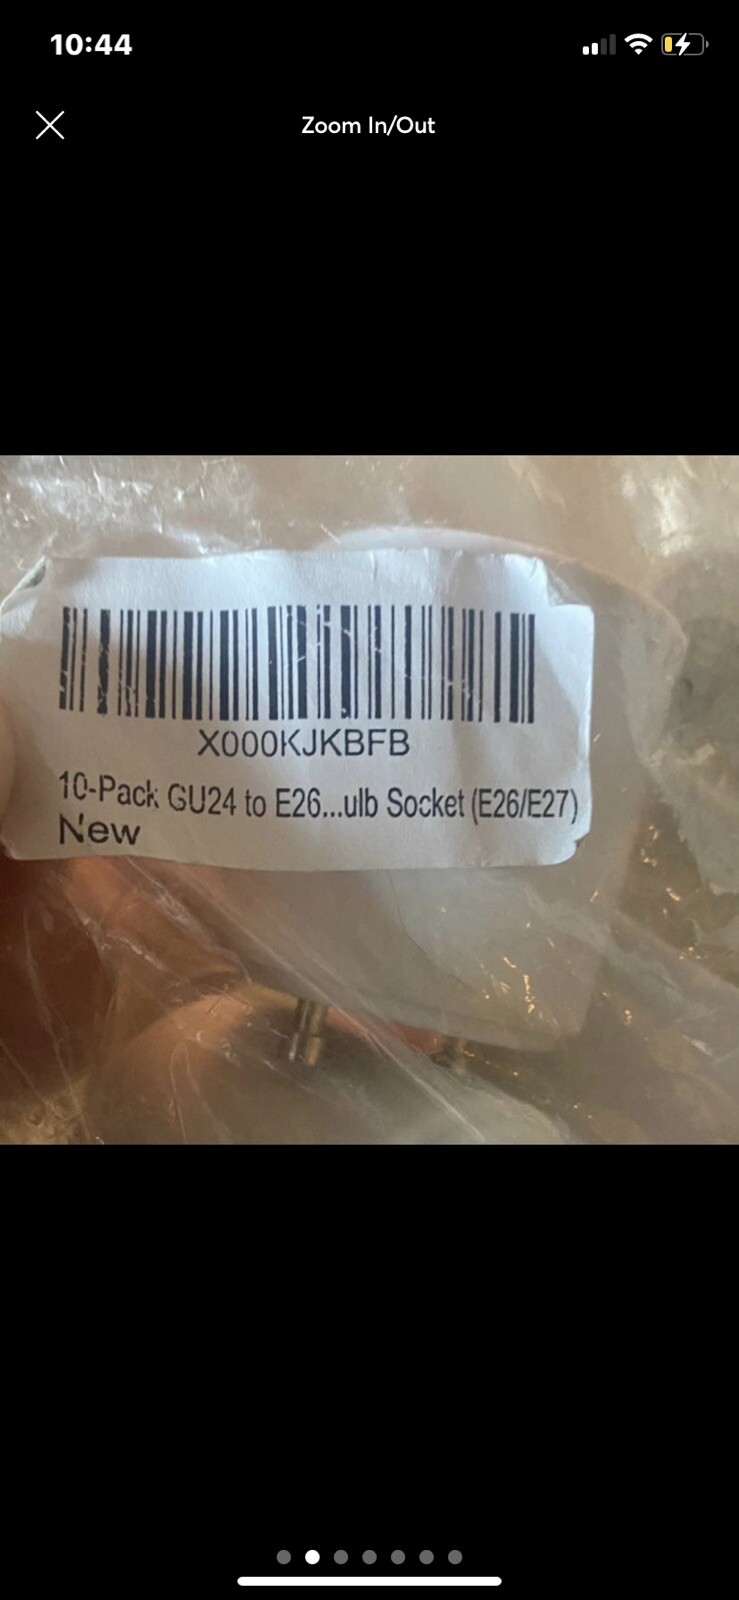 10:44
Zoom In/Out
X000KJKBFB
10-Pack GU24 to E26...ulb Socket (E26/E27)
New